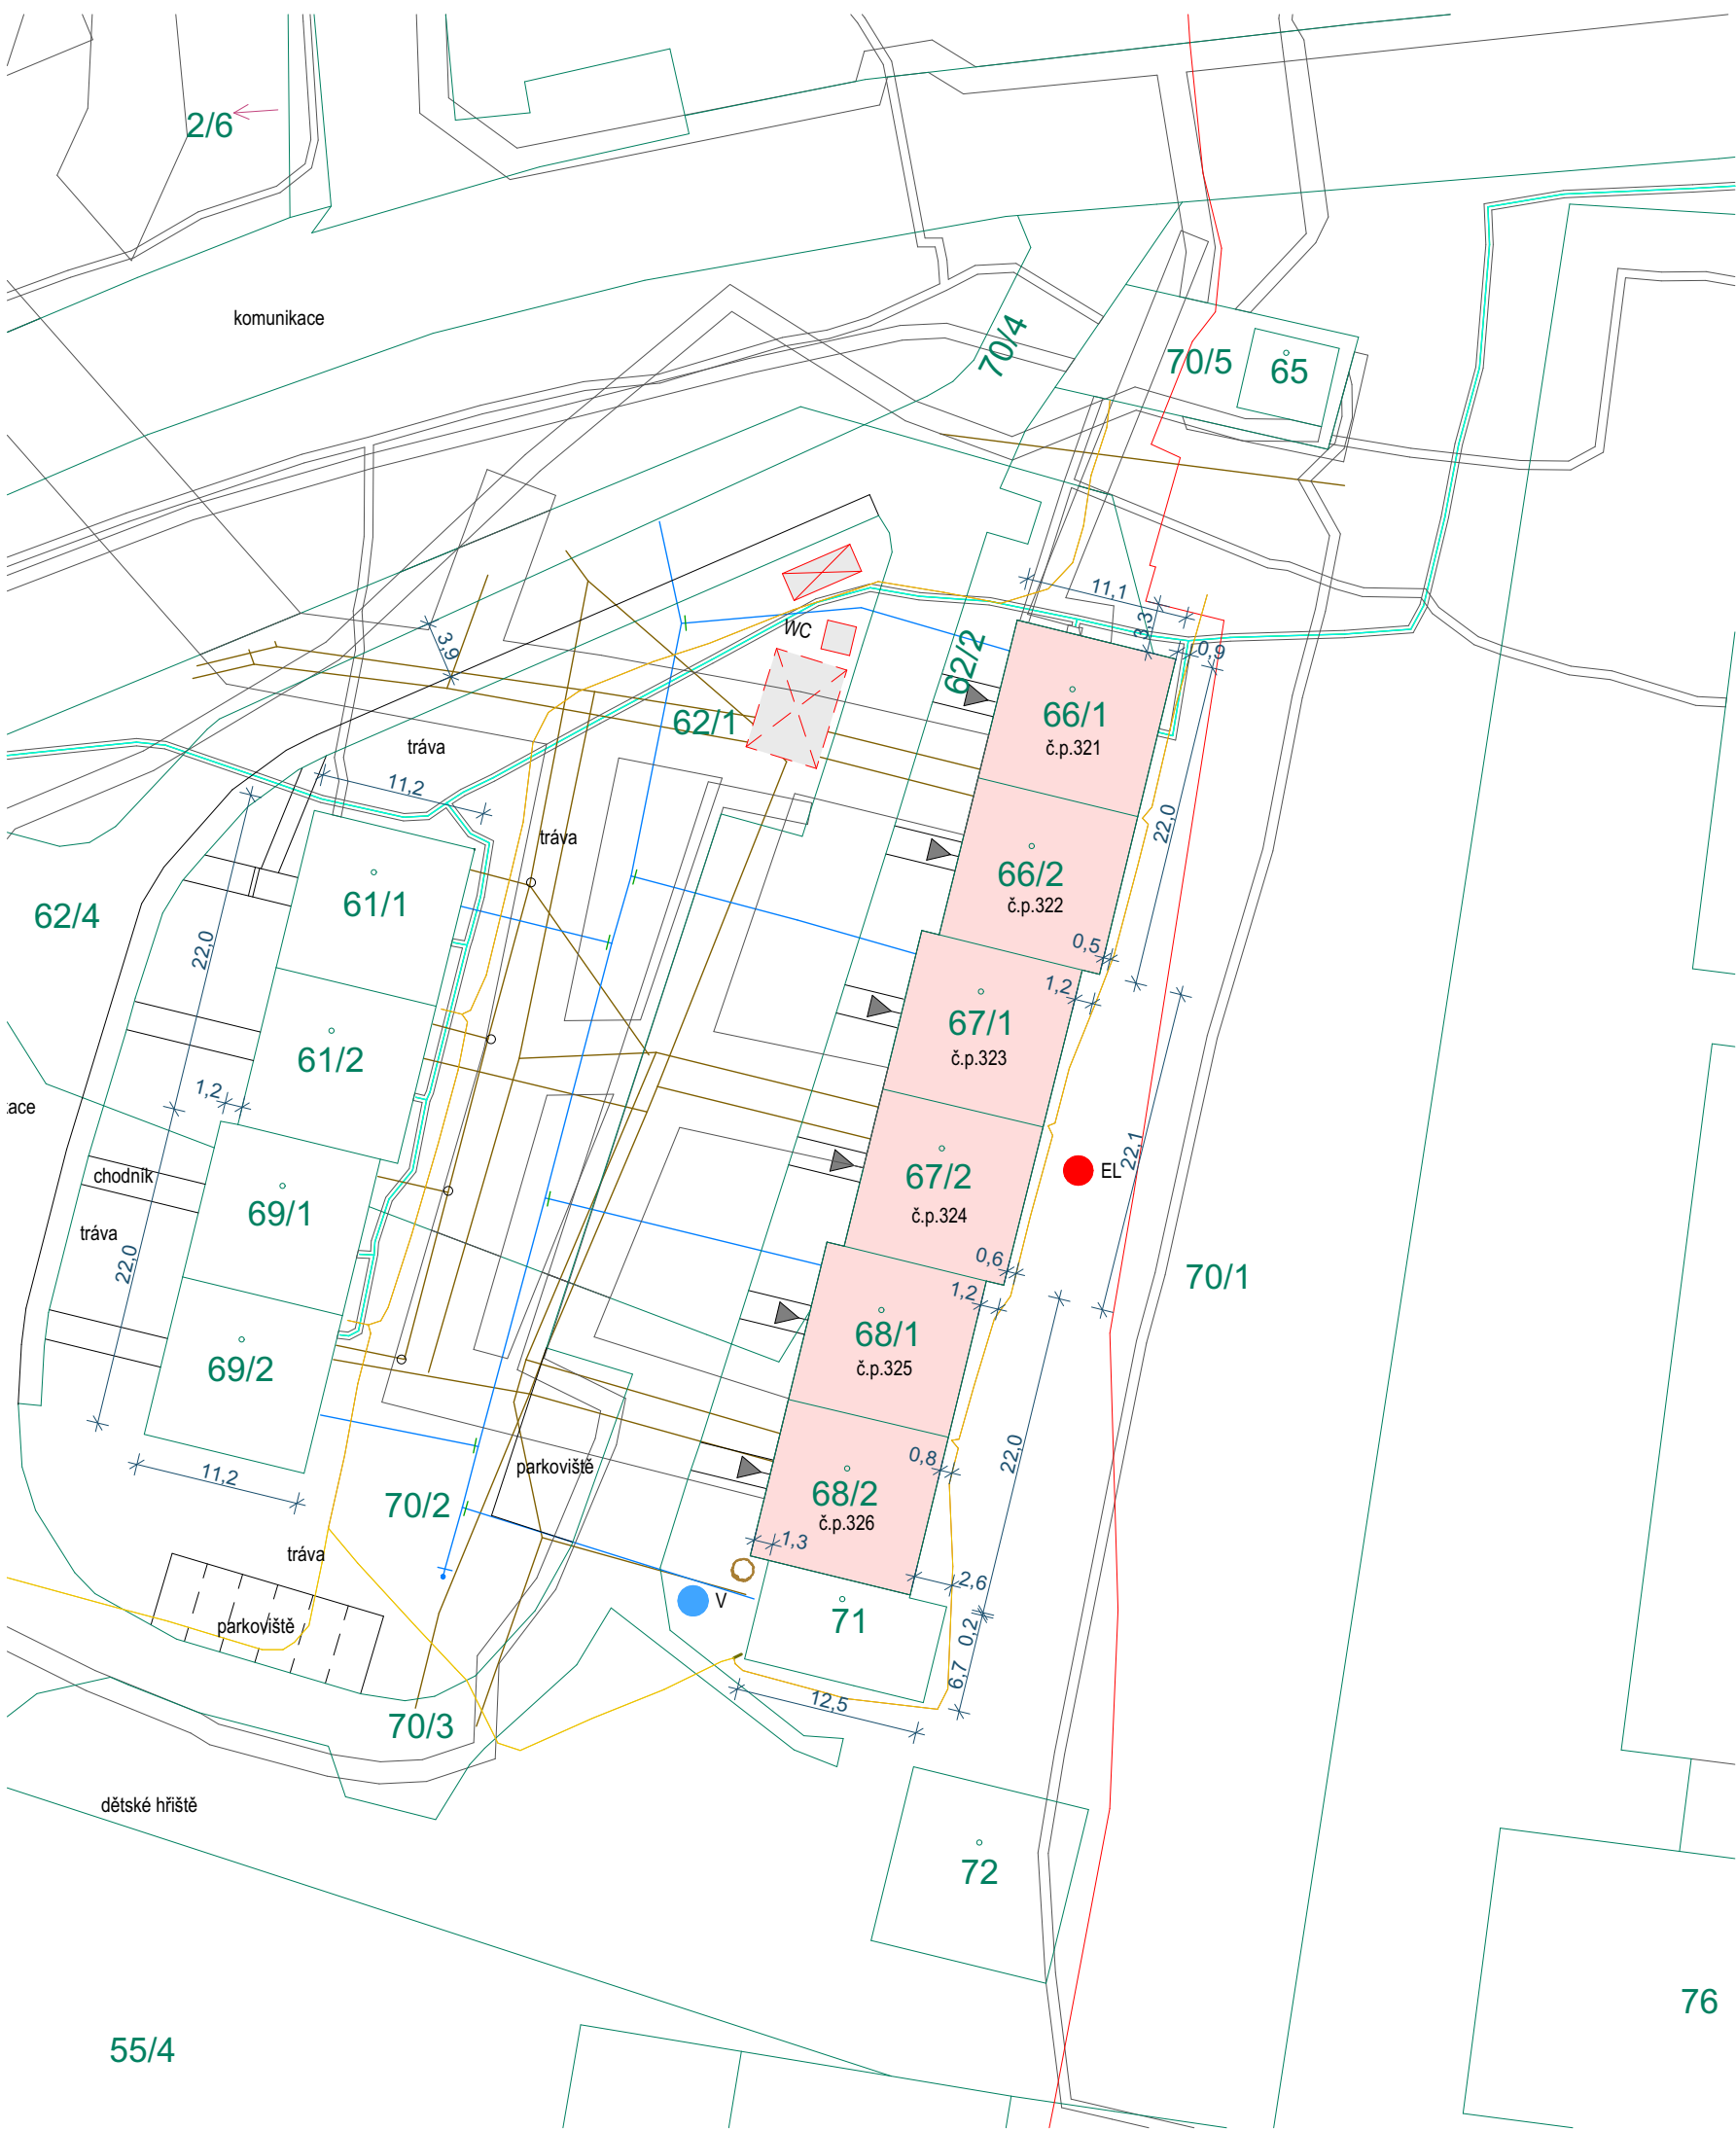 2/6
komunikace
70/4
70/5
65
11,1
3,3
0,9
WC
62/2
3,9
62/1
66/1
č.p.321
tráva
11,2
tráva
22,0
66/2
č.p.322
61/1
62/4
22,0
0,5
1,2
67/1
č.p.323
61/2
1,2
ace
22,1
EL
67/2
č.p.324
chodník
69/1
tráva
22,0
0,6
1,2
70/1
68/1
č.p.325
69/2
22,0
0,8
parkoviště
11,2
68/2
č.p.326
70/2
1,3
tráva
2,6
V
71
parkoviště
0,2
6,7
12,5
70/3
dětské hřiště
72
76
55/4